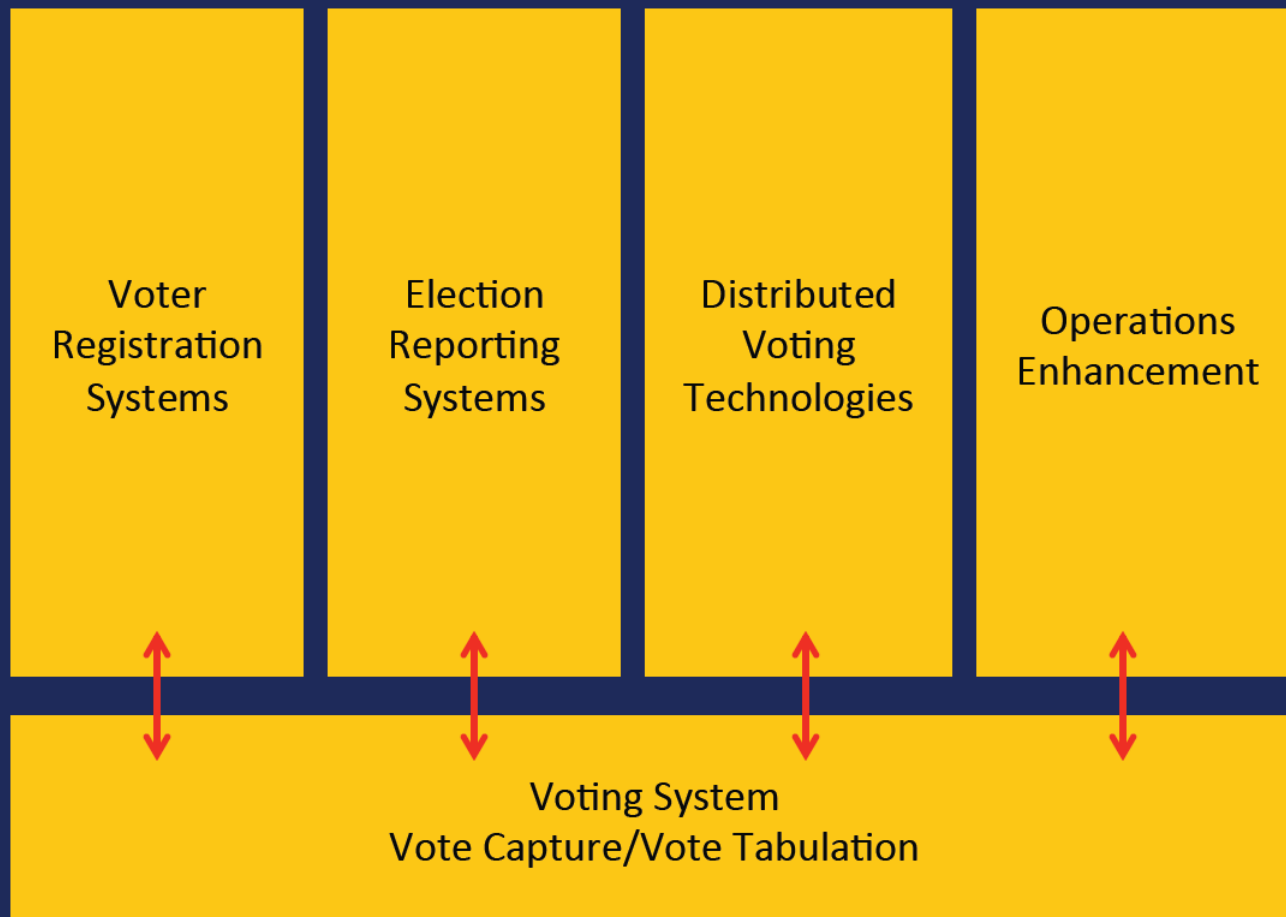 Voter
Registration
Systems
Election
Reporting
Systems
Distributed
Voting
Technologies
Operations
Enhancement
Voting System
Vote Capture/Vote Tabulation